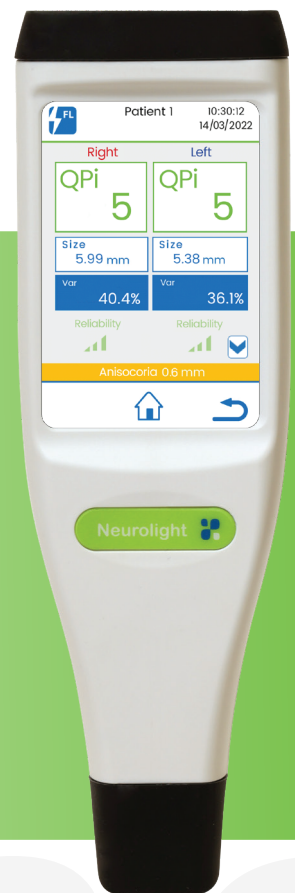 FL
Patient 1
10:30:12
14/03/2022
Right Left
QPi QPi
5 5
Size Size
5.99 mm 5.38 mm
Var Var
40.4% 36.1%
Reliability Reliability
Anisocoria 0.6 mm
Neurolight